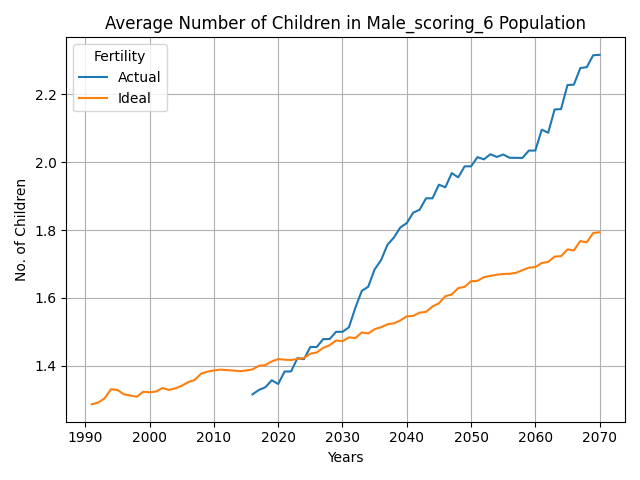 Average Number of Children in Male_scoring_6 Population
Fertility
Actual
Ideal
No. of Children
2.2
2.0
1.8
1.6
1.4
1990 2000 2010 2020 2030 2040 2050 2060 2070
Years